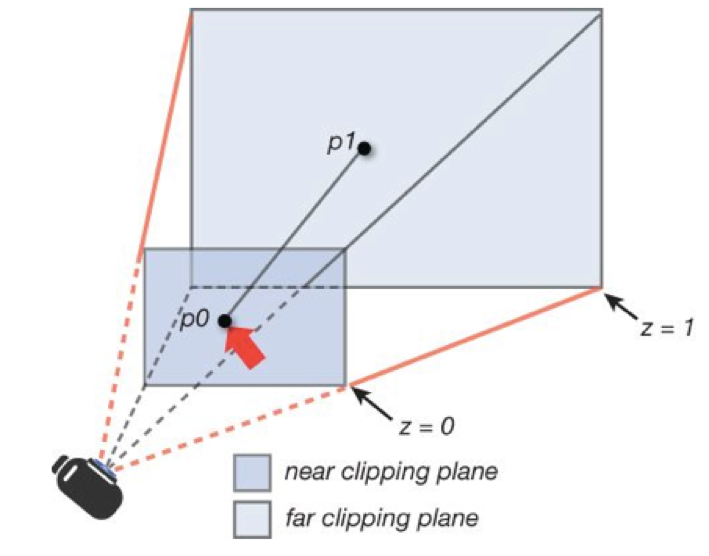 p1
p0
z = 1
z = 0
near clipping plane
far clipping plane